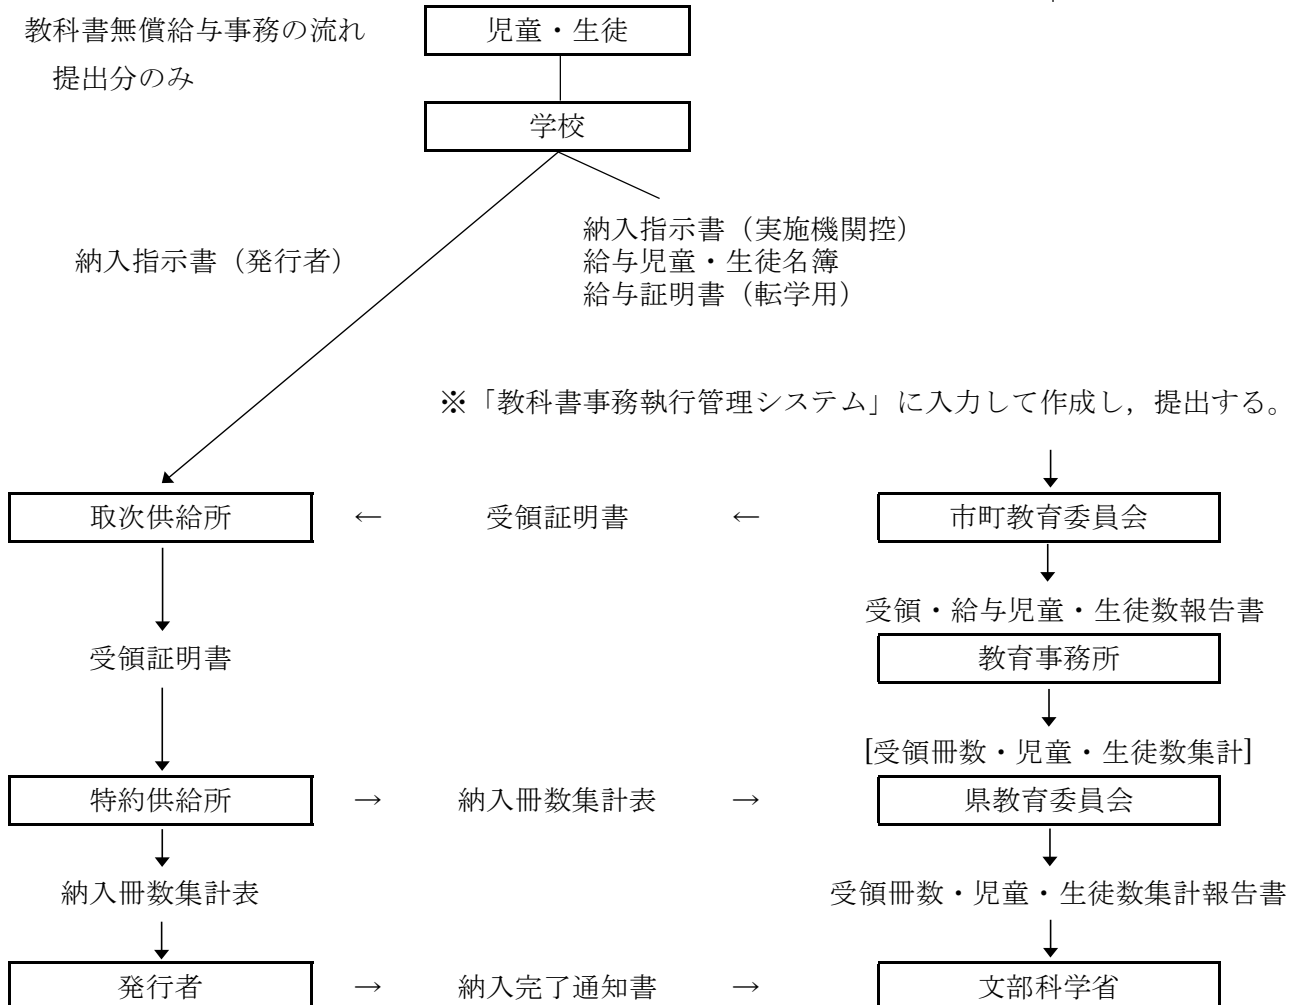 教科書無償給与事務の流れ
提出分のみ
児童・生徒
学校
納入指示書（発行者）
納入指示書（実施機関控）
給与児童・生徒名簿
給与証明書（転学用）
※「教科書事務執行管理システム」に入力して作成し，提出する。
取次供給所 ← 受領証明書 ← 市町教育委員会
受領・給与児童・生徒数報告書
受領証明書
教育事務所
[受領冊数・児童・生徒数集計]
特約供給所 → 納入冊数集計表 → 県教育委員会
納入冊数集計表
受領冊数・児童・生徒数集計報告書
発行者 → 納入完了通知書 → 文部科学省